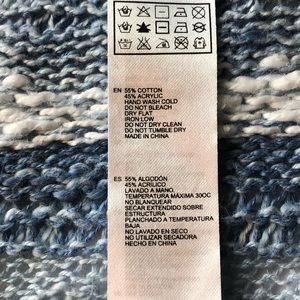 EN 55% COTTON
45% ACRYLIC
HAND WASH COLD
DO NOT BLEACH
DRY FLAT
IRON LOW
DO NOT DRY CLEAN
DO NOT TUMBLE DRY
MADE IN CHINA
ES 55% ALGODÓN
45% ACRÍLICO
LAVADO A MANO.
TEMPERATURA MÁXIMA 30ºC
NO BLANQUEAR
SECAR EXTENDIDO SOBRE
ESTRUCTURA
PLANCHADO A TEMPERATURA
BAJA
NO LAVADO EN SECO
NO UTILIZAR SECADORA
HECHO EN CHINA